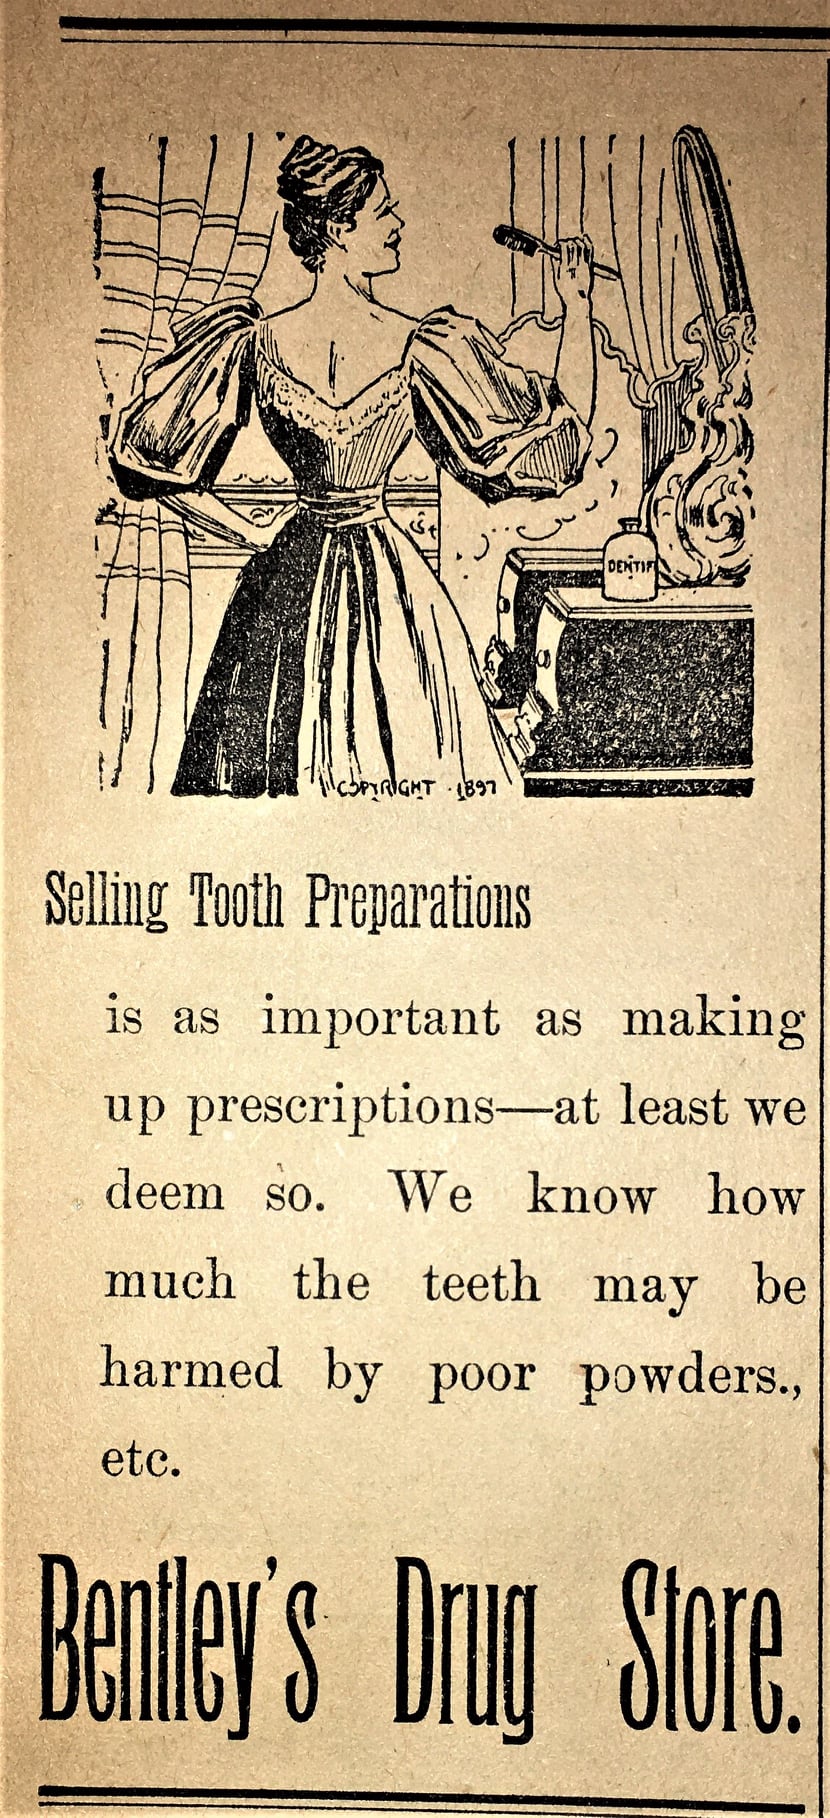 DENTIF
COPYRIGHT 1897
Selling Tooth Preparations
is as important as making
up prescriptions—at least we
deem so. We know how
much the teeth may be
harmed by poor powders.,
etc.
Bentley's Drug Store.